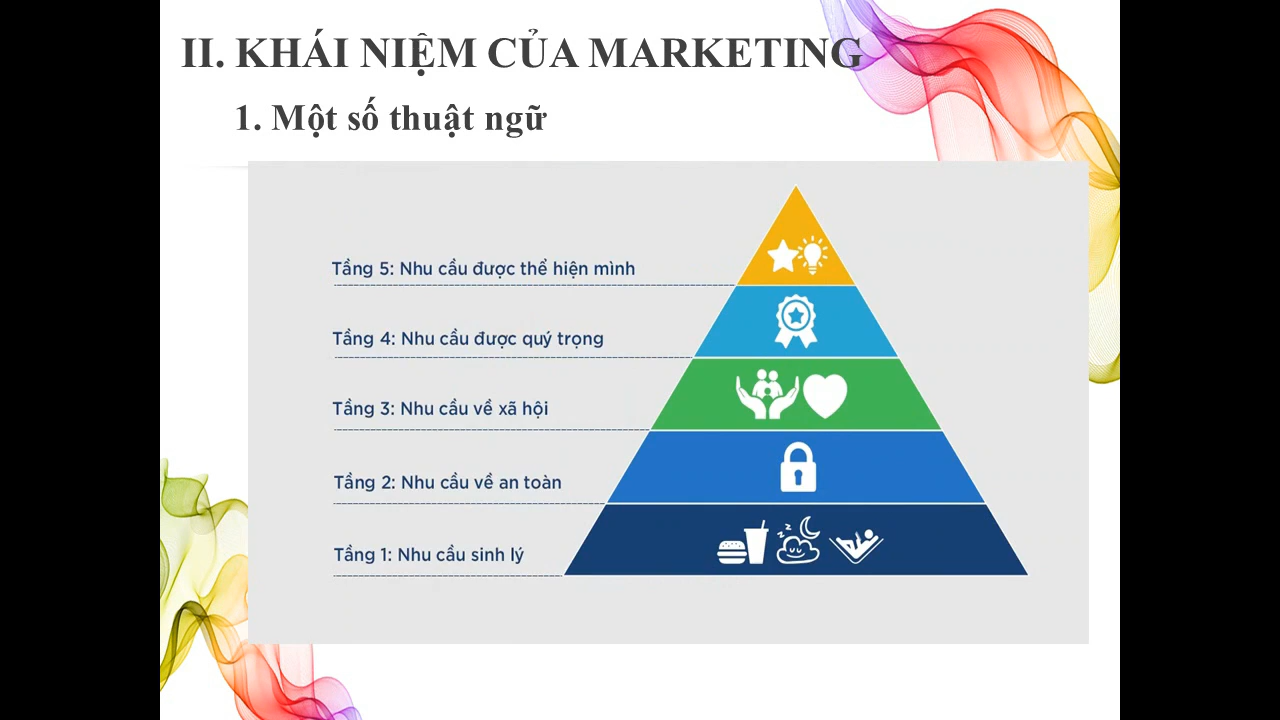 II. KHÁI NIỆM CỦA MARKETING
1. Một số thuật ngữ
Tầng 5: Nhu cầu được thể hiện mình
Tầng 4: Nhu cầu được quý trọng
Tầng 3: Nhu cầu về xã hội
Tầng 2: Nhu cầu về an toàn
Tầng 1: Nhu cầu sinh lý